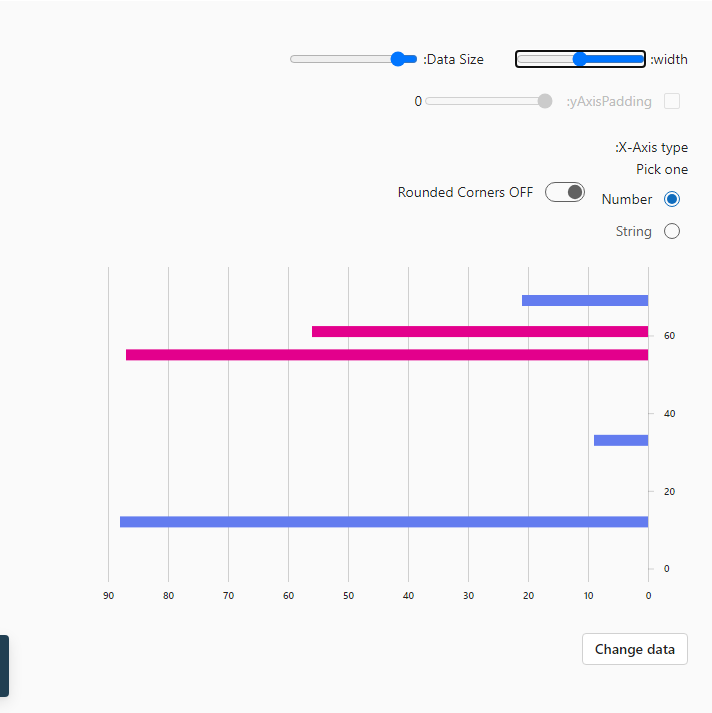 :width
:Data Size
:yAxisPadding
0
:X-Axis type
Pick one
Number
Rounded Corners OFF
String
60
40
20
0
90 80 70 60 50 40 30 20 10 0
Change data